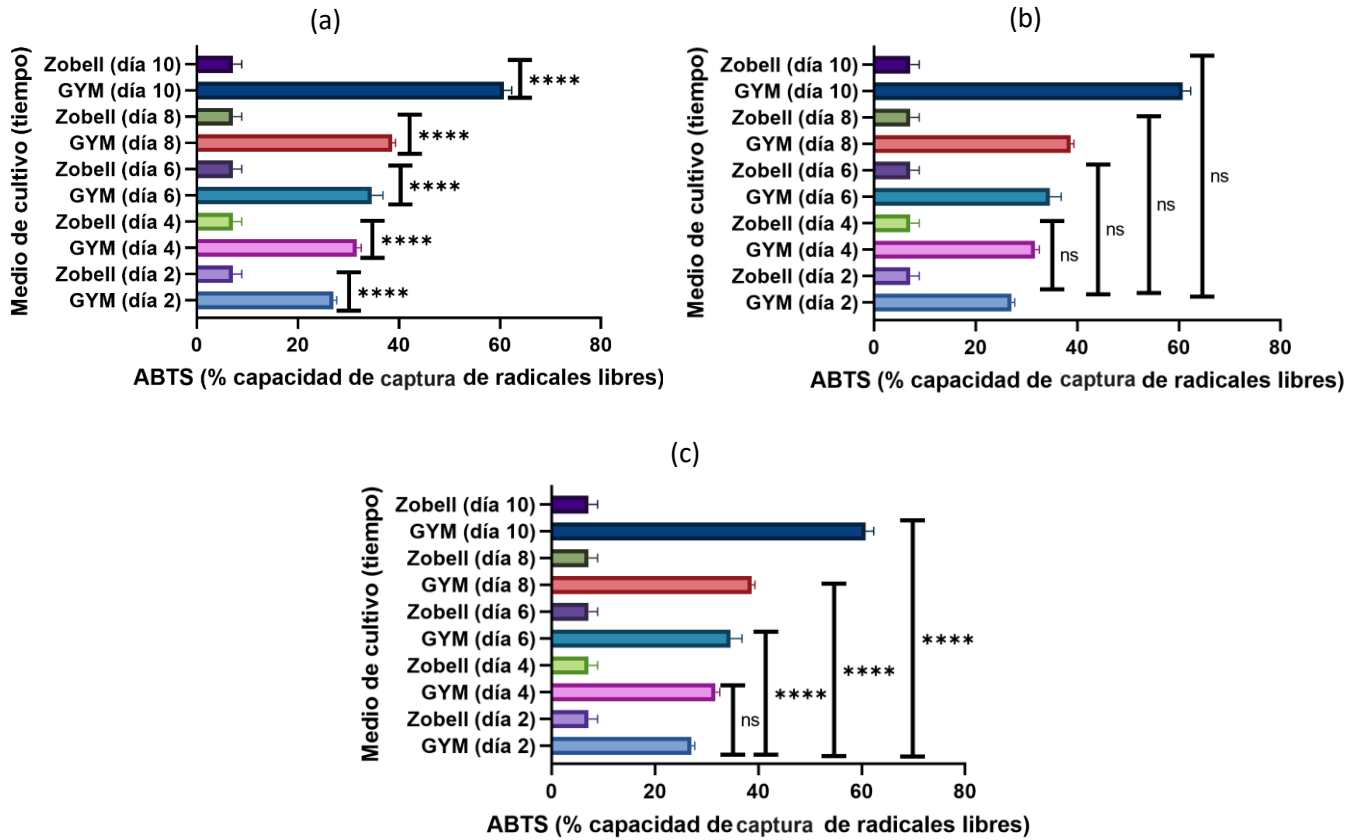 (a)
Medio de cultivo (tiempo)
Zobell (día 10)
GYM (día 10)
Zobell (día 8)
GYM (día 8)
Zobell (día 6)
GYM (día 6)
Zobell (día 4)
GYM (día 4)
Zobell (día 2)
GYM (día 2)
****
****
****
****
****
0 20 40 60 80
ABTS (% capacidad de captura de radicales libres)
(b)
Medio de cultivo (tiempo)
Zobell (día 10)
GYM (día 10)
Zobell (día 8)
GYM (día 8)
Zobell (día 6)
GYM (día 6)
Zobell (día 4)
GYM (día 4)
Zobell (día 2)
GYM (día 2)
ns
ns
ns
ns
0 20 40 60 80
ABTS (% capacidad de captura de radicales libres)
(c)
Medio de cultivo (tiempo)
Zobell (día 10)
GYM (día 10)
Zobell (día 8)
GYM (día 8)
Zobell (día 6)
GYM (día 6)
Zobell (día 4)
GYM (día 4)
Zobell (día 2)
GYM (día 2)
ns
****
****
****
0 20 40 60 80
ABTS (% capacidad de captura de radicales libres)